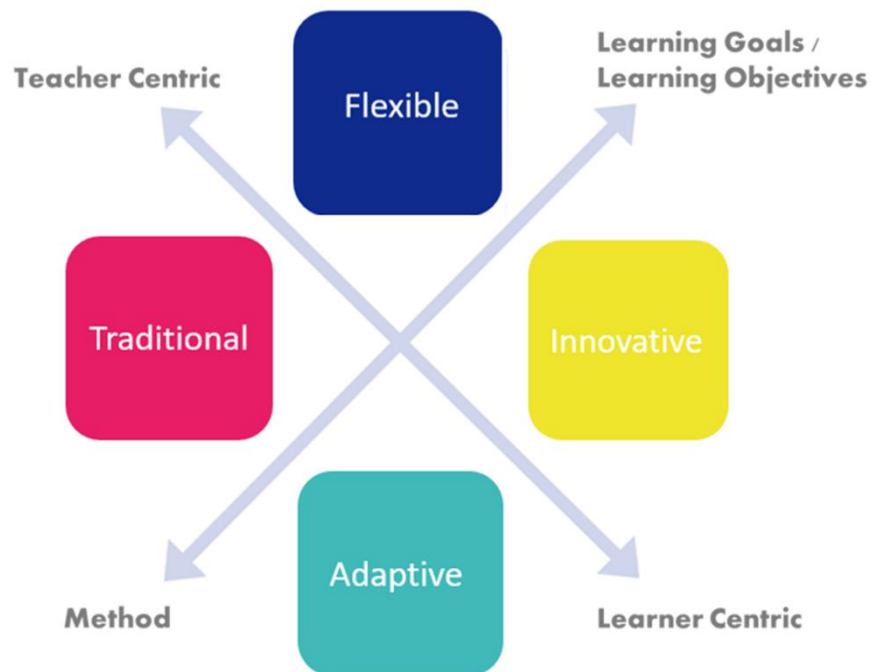 Learning Goals /
Teacher Centric
Learning Objectives
Flexible
Traditional
Innovative
Adaptive
Method
Learner Centric